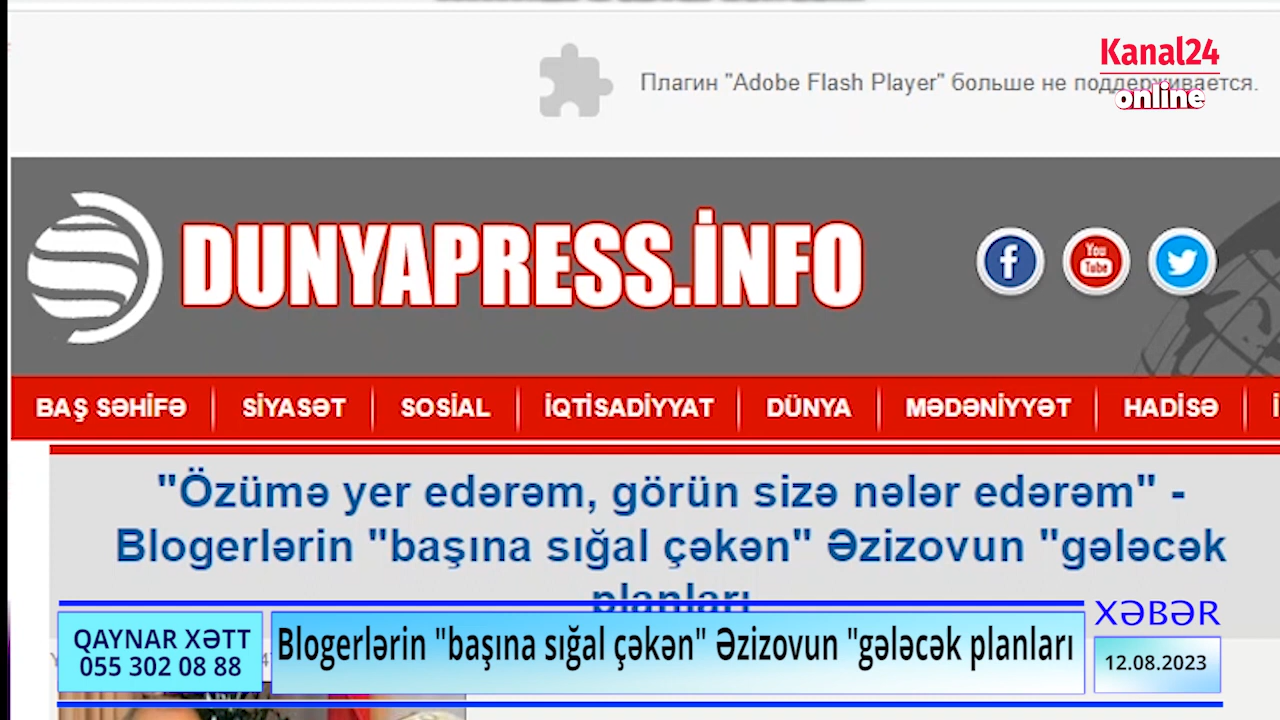 Плагин "Adobe Flash Player" больше не поддерживается.
Kanal24
online
DUNYAPRESS.İNFO
You
Tube
BAŞ SƏHİFƏ
SİYASƏT
SOSİAL
İQTİSADİYYAT
DÜNYA
MƏDƏNİYYƏT
HADİSƏ
"Özümə yer edərəm, görün sizə nələr edərəm" -
Blogerlərin "başına sığal çəkən" Əzizovun "gələcək
planları
QAYNAR XƏTT
055 302 08 88
Blogerlərin "başına sığal çəkən" Əzizovun "gələcək planları
XƏBƏR
12.08.2023